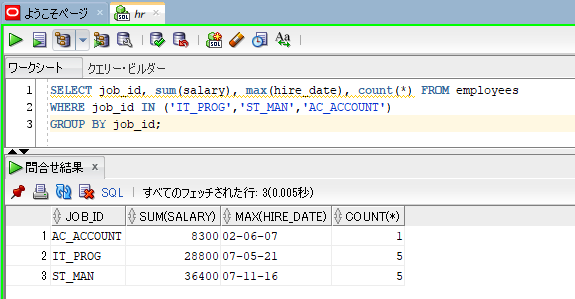 ようこそページ hr
ワークシート クエリー・ビルダー
1 SELECT job_id, sum(salary), max(hire_date), count(*) FROM employees
2 WHERE job_id IN ('IT_PROG','ST_MAN','AC_ACCOUNT')
3 GROUP BY job_id;
問合せ結果
SQL すべてのフェッチされた行: 3(0.005秒)
JOB_ID SUM(SALARY) MAX(HIRE_DATE) COUNT(*)
1 AC_ACCOUNT 8300 02-06-07 1
2 IT_PROG 28800 07-05-21 5
3 ST_MAN 36400 07-11-16 5